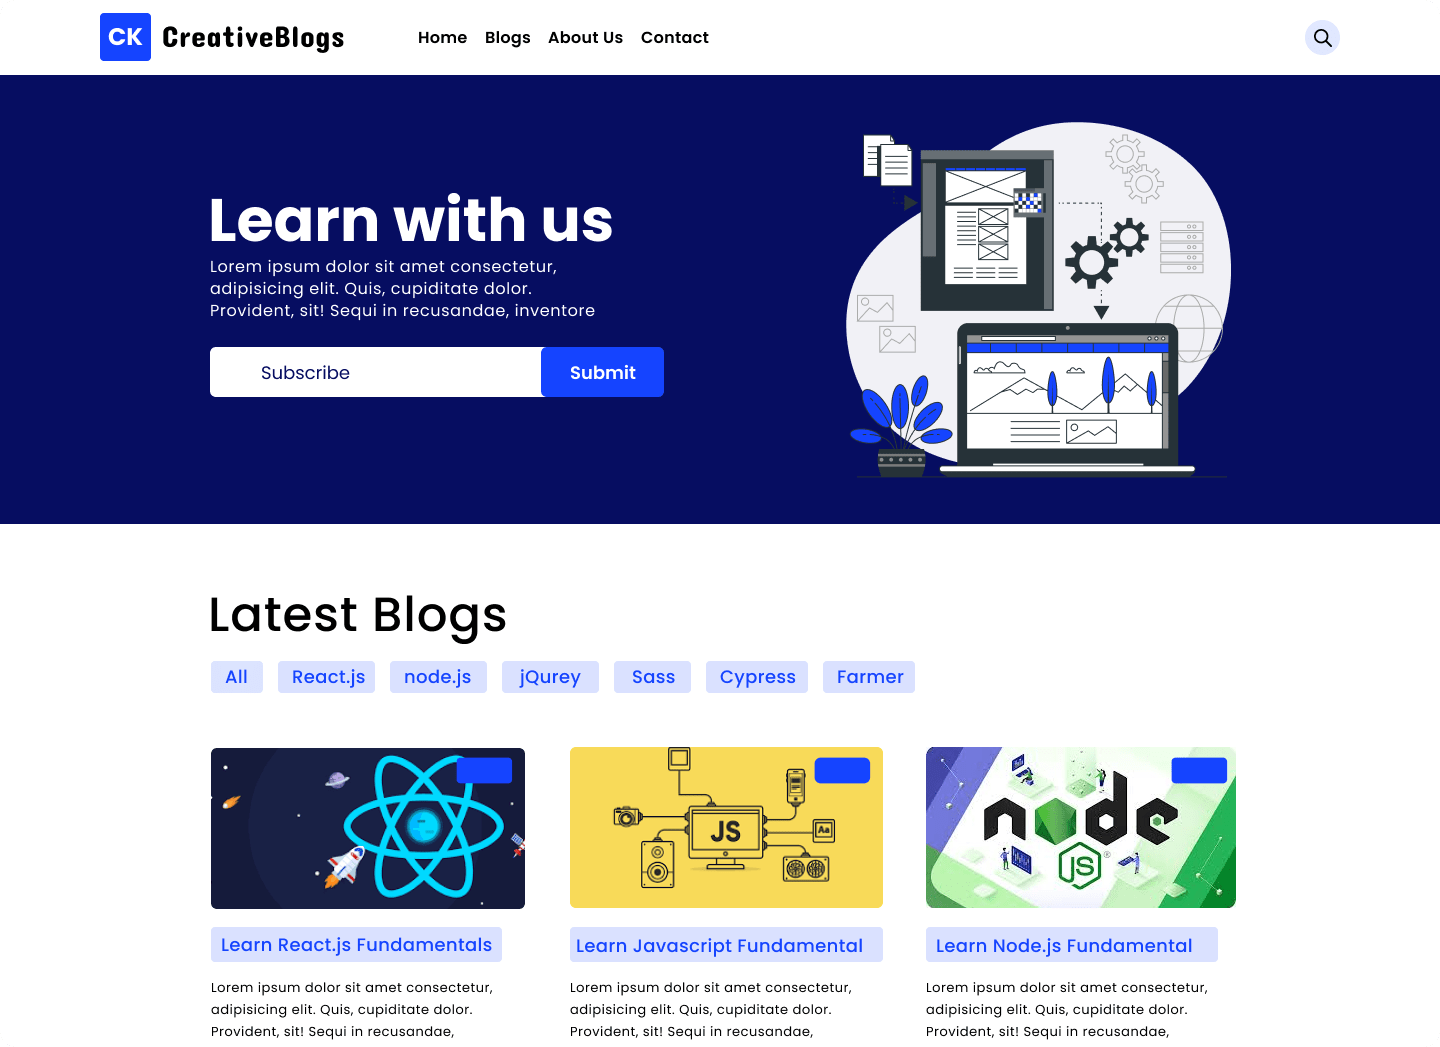 CK CreativeBlogs Home Blogs About Us Contact
Learn with us
Lorem ipsum dolor sit amet consectetur,
adipisicing elit. Quis, cupiditate dolor.
Provident, sit! Sequi in recusandae, inventore
Subscribe Submit
Latest Blogs
All React.js node.js jQurey Sass Cypress Farmer
JS
Aa
node
JS
Learn React.js Fundamentals
Lorem ipsum dolor sit amet consectetur,
adipisicing elit. Quis, cupiditate dolor.
Provident, sit! Sequi in recusandae,
Learn Javascript Fundamental
Lorem ipsum dolor sit amet consectetur,
adipisicing elit. Quis, cupiditate dolor.
Provident, sit! Sequi in recusandae,
Learn Node.js Fundamental
Lorem ipsum dolor sit amet consectetur,
adipisicing elit. Quis, cupiditate dolor.
Provident, sit! Sequi in recusandae,